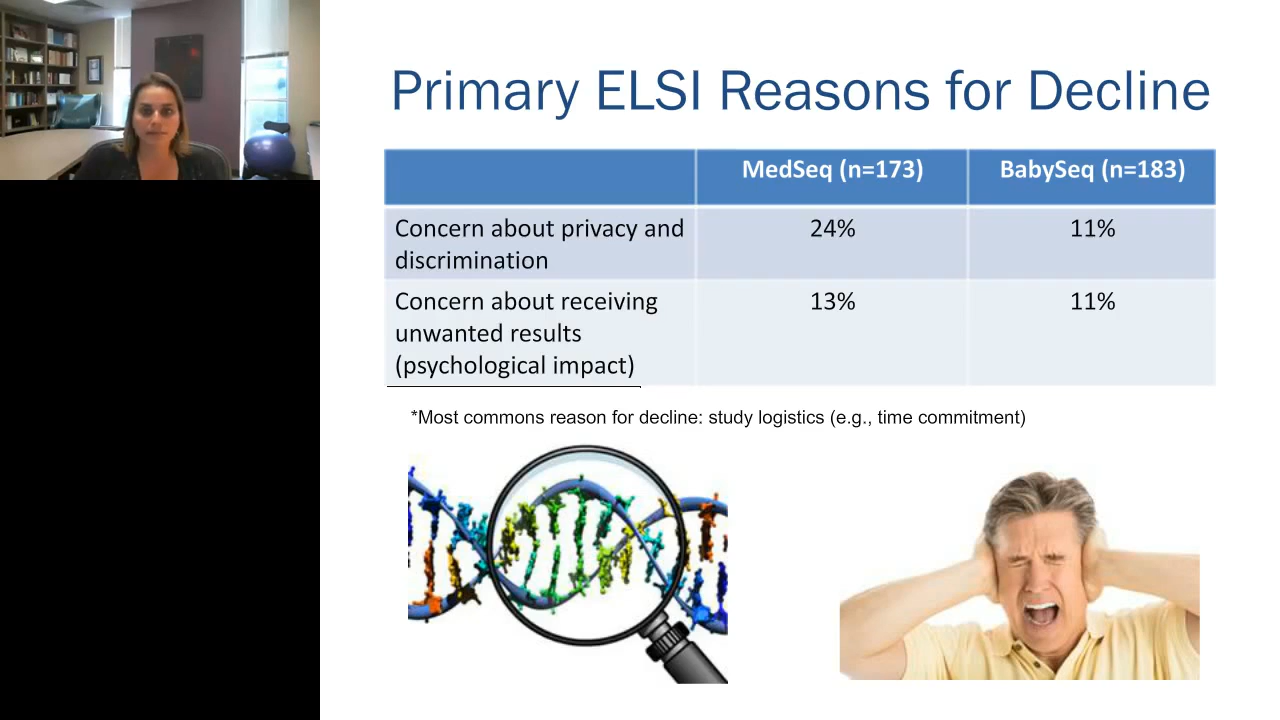 Primary ELSI Reasons for Decline
MedSeq (n=173) BabySeq (n=183)
Concern about privacy and discrimination 24% 11%
Concern about receiving unwanted results (psychological impact) 13% 11%
*Most commons reason for decline: study logistics (e.g., time commitment)